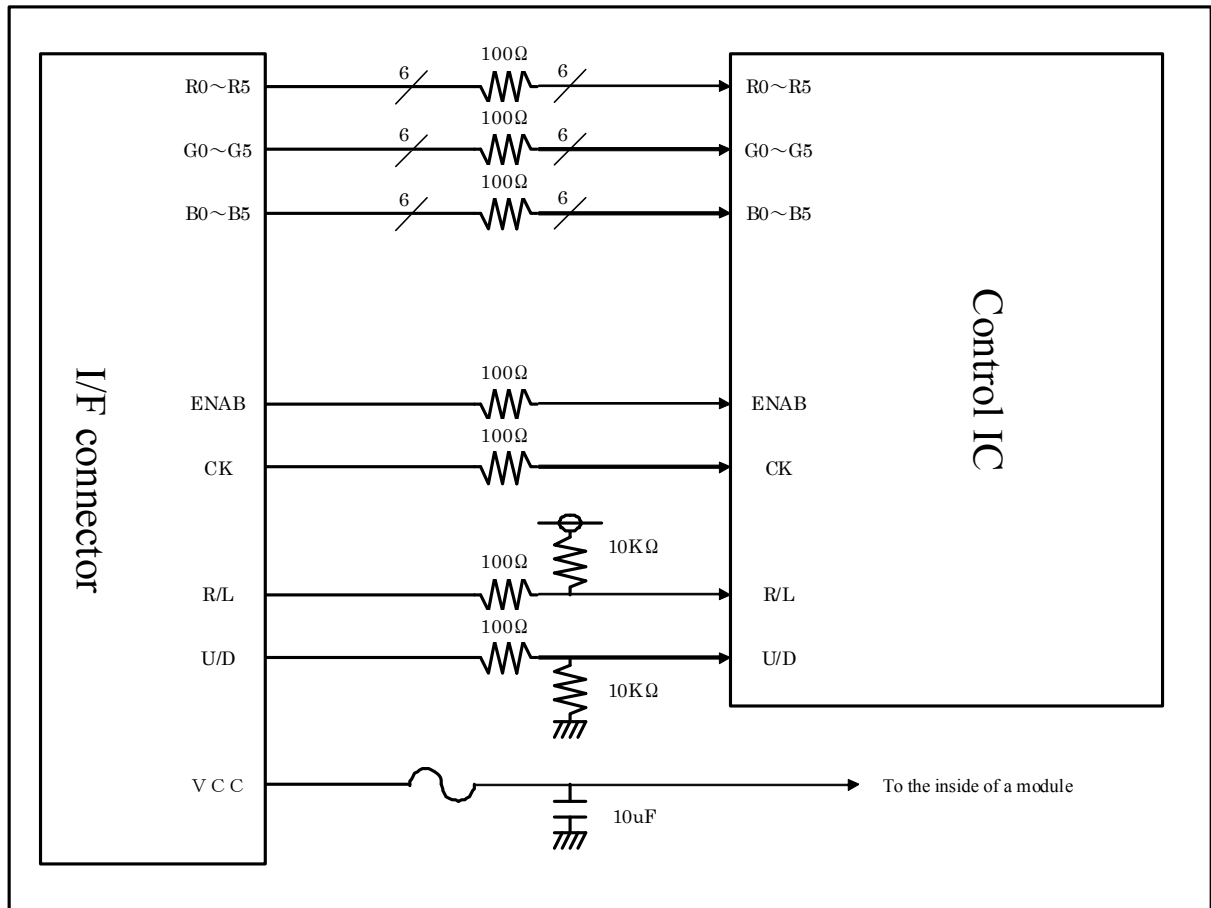 100Ω
R0～R5 6 6 R0～R5
100Ω
G0～G5 6 6 G0～G5
100Ω
B0～B5 6 6 B0～B5
I/F connector
Control IC
100Ω
ENAB ENAB
100Ω
CK CK
10KΩ
100Ω
R/L R/L
100Ω
U/D U/D
10KΩ
ＶＣＣ To the inside of a module
10uF